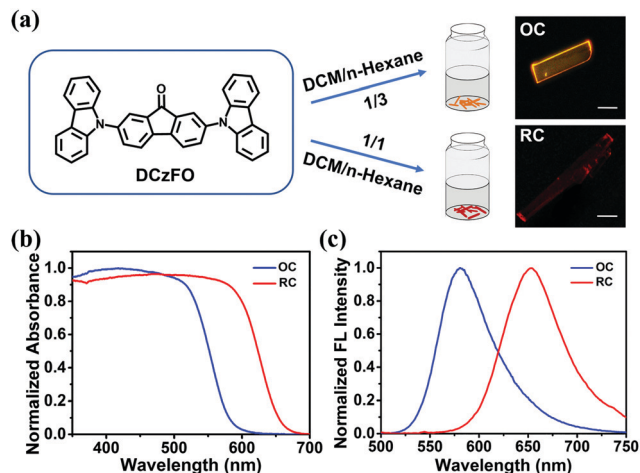 (a)
O
N
N
DCzFO
DCM/n-Hexane
1/3
1/1
DCM/n-Hexane
OC
RC
(b)
Normalized Absorbance
1.0
0.8
0.6
0.4
0.2
0.0
400
500
600
700
Wavelength (nm)
OC
RC
(c)
Normalized FL Intensity
1.0
0.8
0.6
0.4
0.2
0.0
500
550
600
650
700
750
Wavelength (nm)
OC
RC